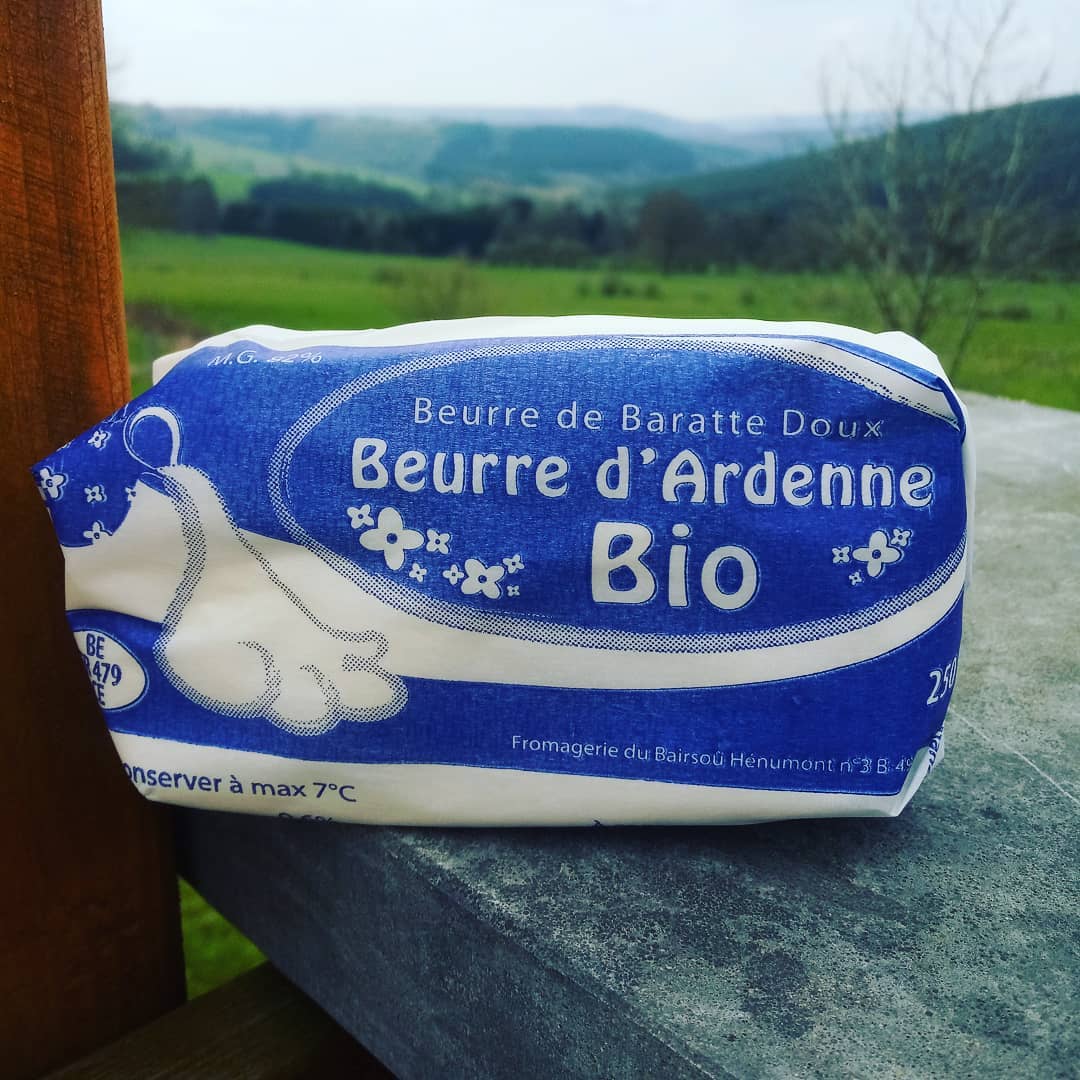 M.G. 82%
Beurre de Baratte Doux
Beurre d'Ardenne
Bio
BE
479
E
250
Fromagerie du Bairsoû Hénumont n°3 B-49
onserver à max 7°C